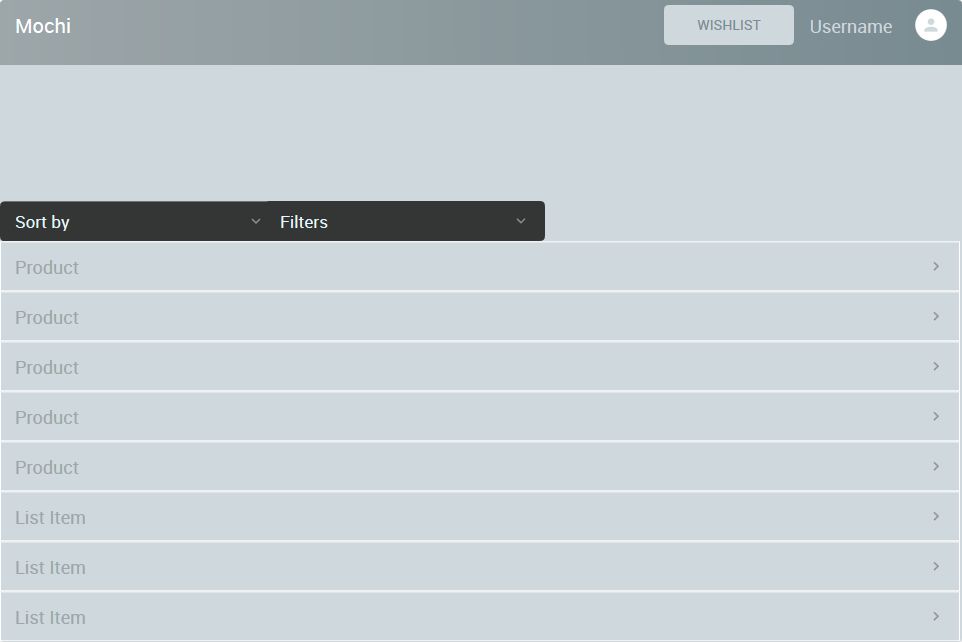 Mochi
WISHLIST
Username
Sort by
Filters
Product
Product
Product
Product
Product
List Item
List Item
List Item